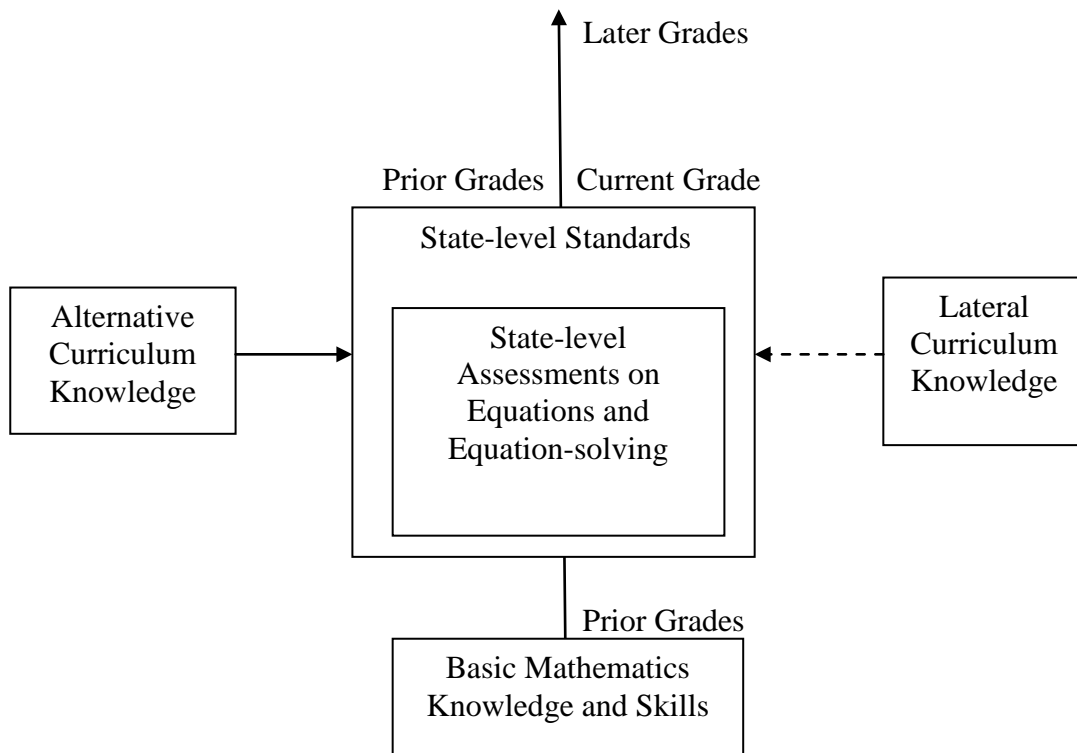 Later Grades
Prior Grades
Current Grade
State-level Standards
Alternative
Curriculum
Knowledge
State-level
Assessments on
Equations and
Equation-solving
Lateral
Curriculum
Knowledge
Prior Grades
Basic Mathematics
Knowledge and Skills